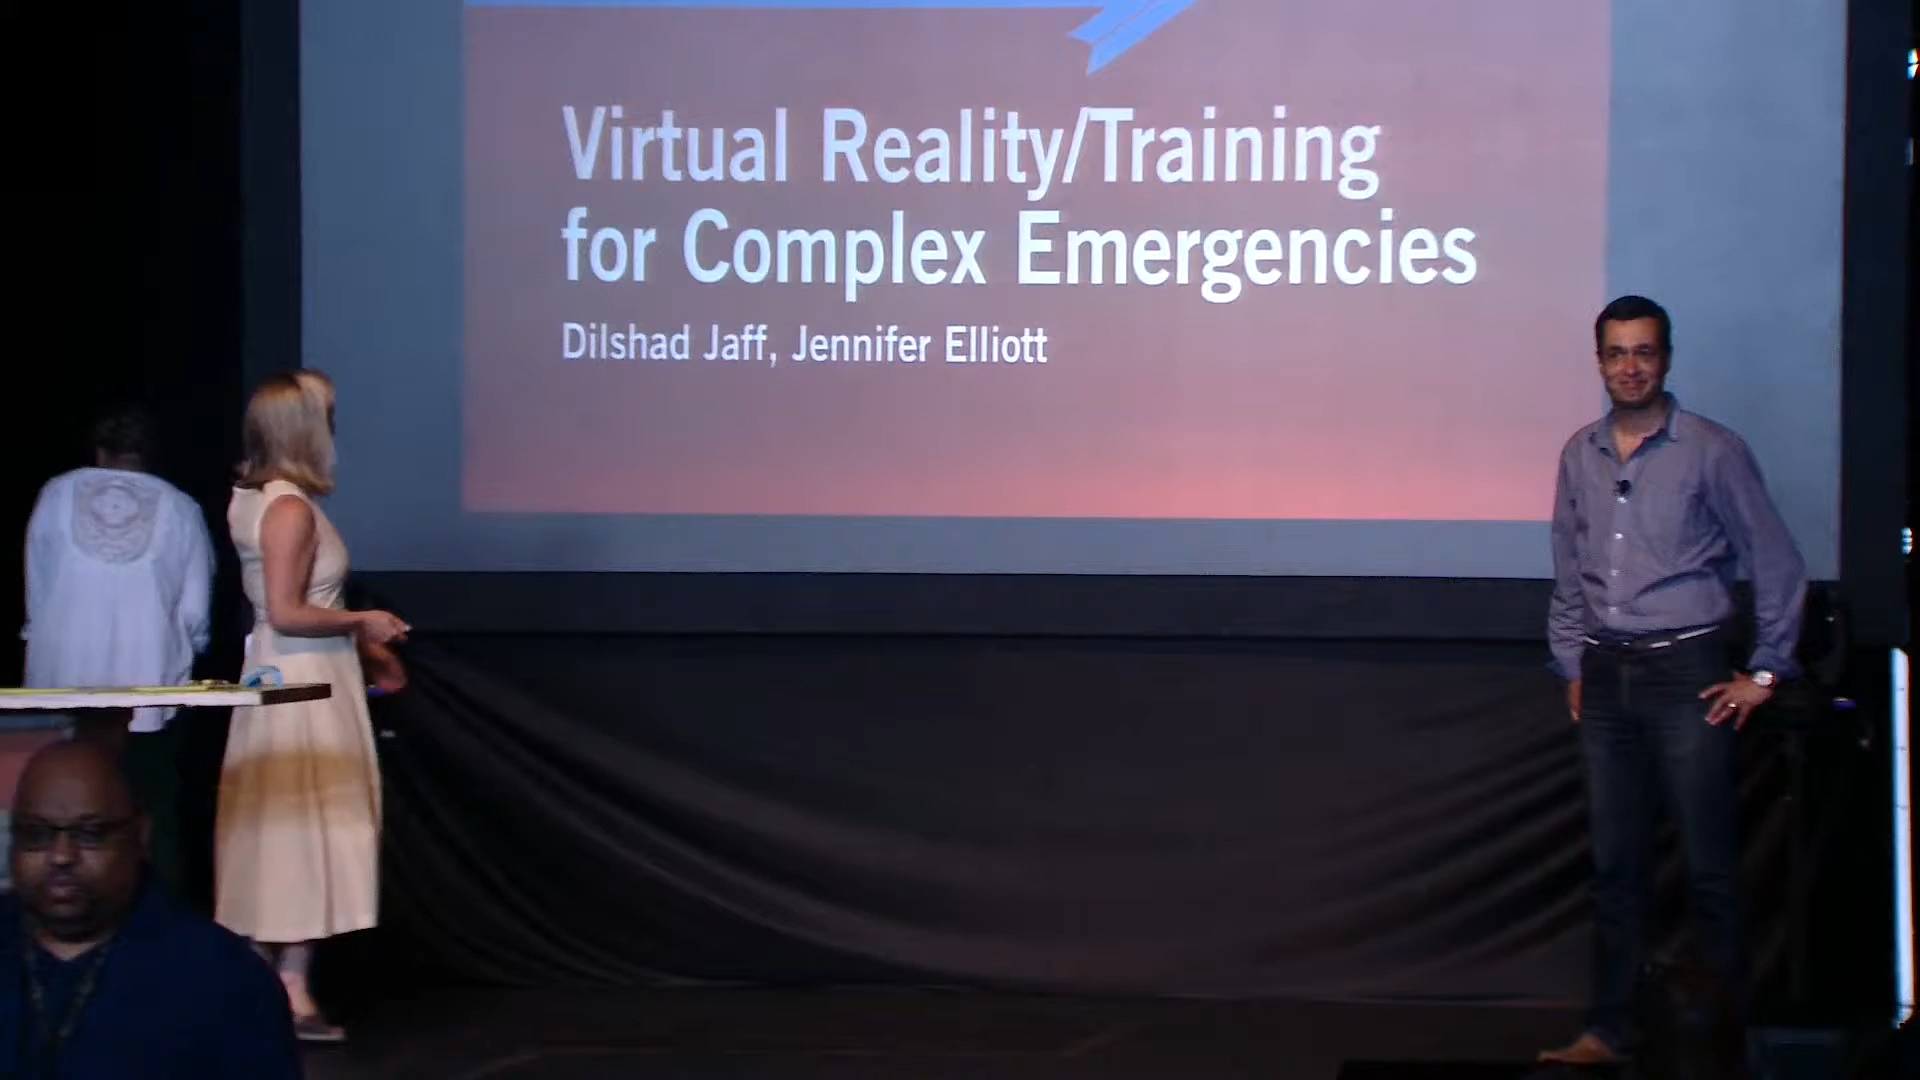 Virtual Reality/Training
for Complex Emergencies
Dilshad Jaff, Jennifer Elliott